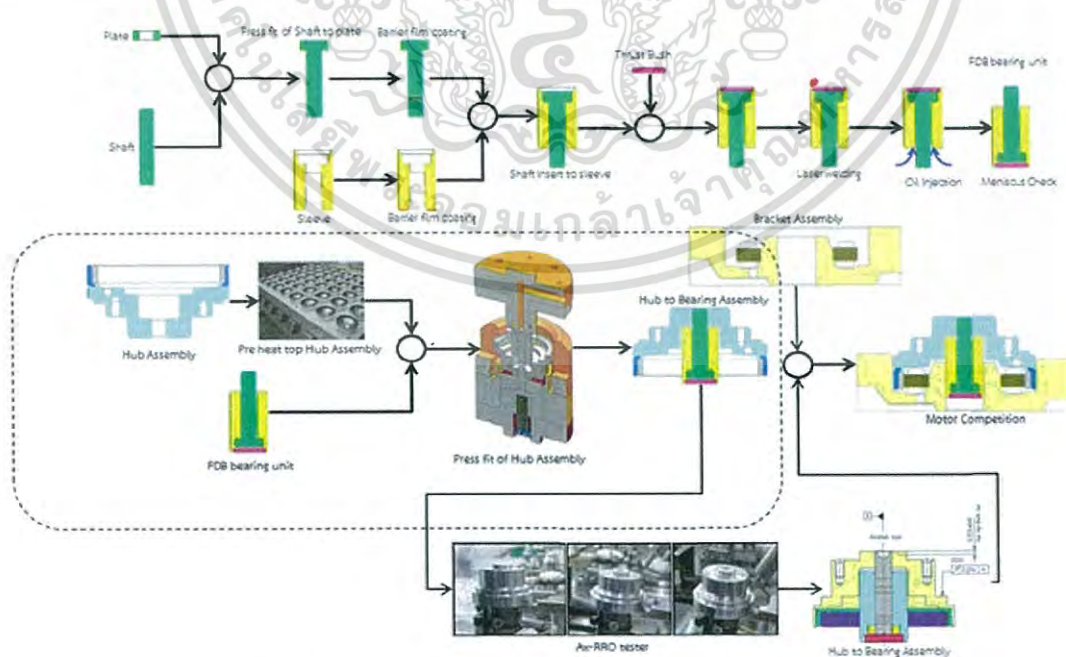 Plate
Press fit of Shaft to plate
Barrier film coating
Thrust Bush
FDB bearing unit
Shaft
Sleeve
Barrier film coating
Shaft insert to sleeve
Laser welding
Oil Injection
Meniscus Check
Bracket Assembly
Hub Assembly
Pre heat top Hub Assembly
FDB bearing unit
Press fit of Hub Assembly
Hub to Bearing Assembly
Motor Competition
Ax-RRO tester
Hub to Bearing Assembly